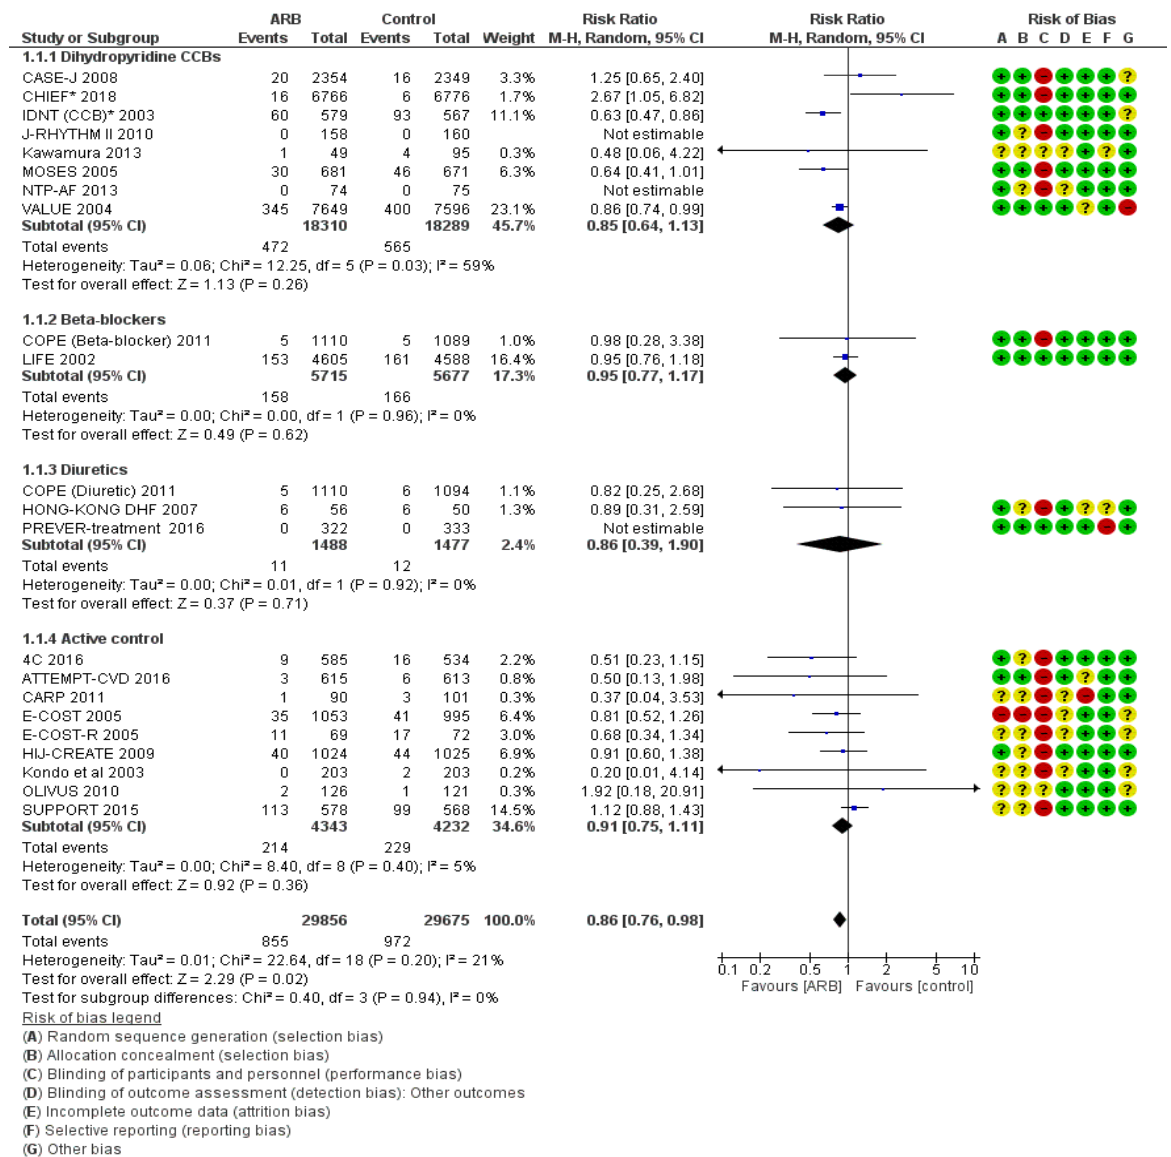 ARB Control Risk Ratio Risk Ratio Risk of Bias
Study or Subgroup Events Total Events Total Weight M-H, Random, 95% CI M-H, Random, 95% CI A B C D E F G
1.1.1 Dihydropyridine CCBs
CASE-J 2008 20 2354 16 2349 3.3% 1.25 [0.65, 2.40] + + - + + + ?
CHIEF* 2018 16 6766 6 6776 1.7% 2.67 [1.05, 6.82] + + - + + + +
IDNT (CCB)* 2003 60 579 93 567 11.1% 0.63 [0.47, 0.86] + + + + + + ?
J-RHYTHM II 2010 0 158 0 160 Not estimable + ? - + + + +
Kawamura 2013 1 49 4 95 0.3% 0.48 [0.06, 4.22] ? ? ? ? + ? +
MOSES 2005 30 681 46 671 6.3% 0.64 [0.41, 1.01] + + - + + + +
NTP-AF 2013 0 74 0 75 Not estimable + ? - ? + + +
VALUE 2004 345 7649 400 7596 23.1% 0.86 [0.74, 0.99] + + + + ? + -
Subtotal (95% CI) 18310 18289 45.7% 0.85 [0.64, 1.13]
Total events 472 565
Heterogeneity: Tau² = 0.06; Chi² = 12.25, df = 5 (P = 0.03); I² = 59%
Test for overall effect: Z = 1.13 (P = 0.26)
1.1.2 Beta-blockers
COPE (Beta-blocker) 2011 5 1110 5 1089 1.0% 0.98 [0.28, 3.38] + + - + + + +
LIFE 2002 153 4605 161 4588 16.4% 0.95 [0.76, 1.18] + + + + + + +
Subtotal (95% CI) 5715 5677 17.3% 0.95 [0.77, 1.17]
Total events 158 166
Heterogeneity: Tau² = 0.00; Chi² = 0.00, df = 1 (P = 0.96); I² = 0%
Test for overall effect: Z = 0.49 (P = 0.62)
1.1.3 Diuretics
COPE (Diuretic) 2011 5 1110 6 1094 1.1% 0.82 [0.25, 2.68]
HONG-KONG DHF 2007 6 56 6 50 1.3% 0.89 [0.31, 2.59] + ? - + ? ? +
PREVER-treatment 2016 0 322 0 333 Not estimable + + + + + - +
Subtotal (95% CI) 1488 1477 2.4% 0.86 [0.39, 1.90]
Total events 11 12
Heterogeneity: Tau² = 0.00; Chi² = 0.01, df = 1 (P = 0.92); I² = 0%
Test for overall effect: Z = 0.37 (P = 0.71)
1.1.4 Active control
4C 2016 9 585 16 534 2.2% 0.51 [0.23, 1.15] + ? - + + + +
ATTEMPT-CVD 2016 3 615 6 613 0.8% 0.50 [0.13, 1.98] + + - + ? + +
CARP 2011 1 90 3 101 0.3% 0.37 [0.04, 3.53] ? ? - ? - + +
E-COST 2005 35 1053 41 995 6.4% 0.81 [0.52, 1.26] - - - ? + + ?
E-COST-R 2005 11 69 17 72 3.0% 0.68 [0.34, 1.34] ? ? - ? + + ?
HIJ-CREATE 2009 40 1024 44 1025 6.9% 0.91 [0.60, 1.38] + ? - + + + +
Kondo et al 2003 0 203 2 203 0.2% 0.20 [0.01, 4.14] ? ? - ? + + ?
OLIVUS 2010 2 126 1 121 0.3% 1.92 [0.18, 20.91] ? ? ? ? + + ?
SUPPORT 2015 113 578 99 568 14.5% 1.12 [0.88, 1.43] ? ? - + + + +
Subtotal (95% CI) 4343 4232 34.6% 0.91 [0.75, 1.11]
Total events 214 229
Heterogeneity: Tau² = 0.00; Chi² = 8.40, df = 8 (P = 0.40); I² = 5%
Test for overall effect: Z = 0.92 (P = 0.36)
Total (95% CI) 29856 29675 100.0% 0.86 [0.76, 0.98]
Total events 855 972
Heterogeneity: Tau² = 0.01; Chi² = 22.64, df = 18 (P = 0.20); I² = 21%
Test for overall effect: Z = 2.29 (P = 0.02)
Test for subgroup differences: Chi² = 0.40, df = 3 (P = 0.94), I² = 0%
0.1 0.2 0.5 1 2 5 10
Favours [ARB] Favours [control]
Risk of bias legend
(A) Random sequence generation (selection bias)
(B) Allocation concealment (selection bias)
(C) Blinding of participants and personnel (performance bias)
(D) Blinding of outcome assessment (detection bias): Other outcomes
(E) Incomplete outcome data (attrition bias)
(F) Selective reporting (reporting bias)
(G) Other bias